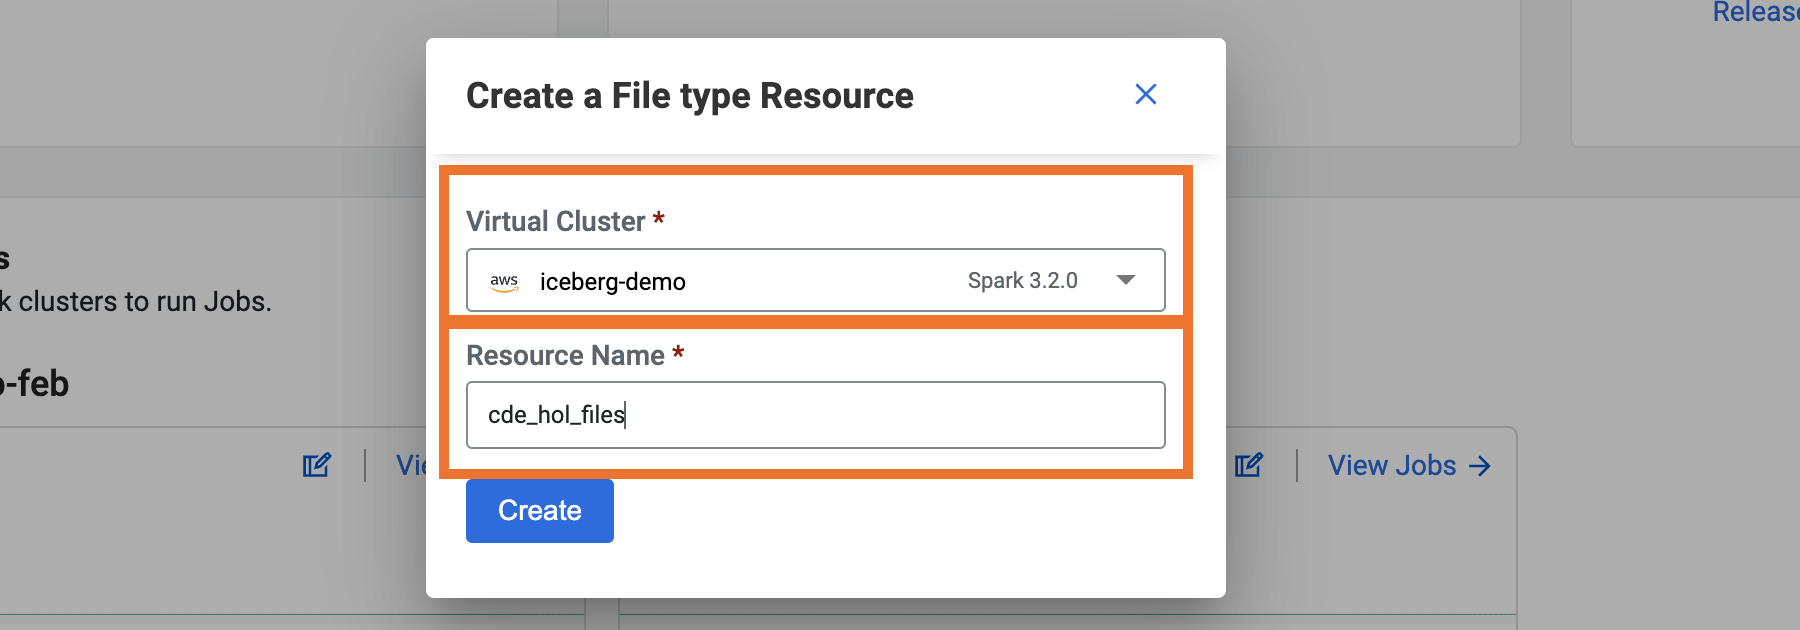 Release
Create a File type Resource
Virtual Cluster *
aws iceberg-demo Spark 3.2.0
clusters to run Jobs.
Resource Name *
-feb
cde_hol_files
View Jobs →
Create